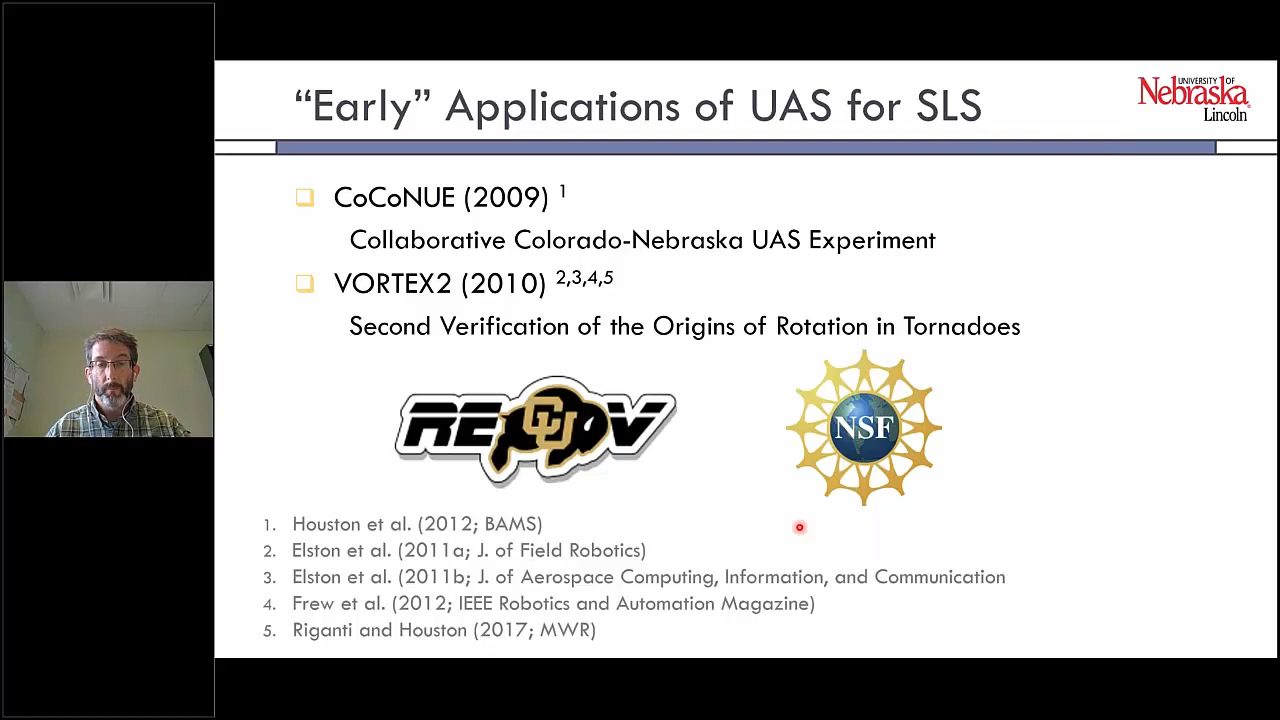 “Early” Applications of UAS for SLS
UNIVERSITY OF
Nebraska
Lincoln
CoCoNUE (2009) 1
Collaborative Colorado-Nebraska UAS Experiment
VORTEX2 (2010) 2,3,4,5
Second Verification of the Origins of Rotation in Tornadoes
RECUV
NSF
1. Houston et al. (2012; BAMS)
2. Elston et al. (2011a; J. of Field Robotics)
3. Elston et al. (2011b; J. of Aerospace Computing, Information, and Communication
4. Frew et al. (2012; IEEE Robotics and Automation Magazine)
5. Riganti and Houston (2017; MWR)